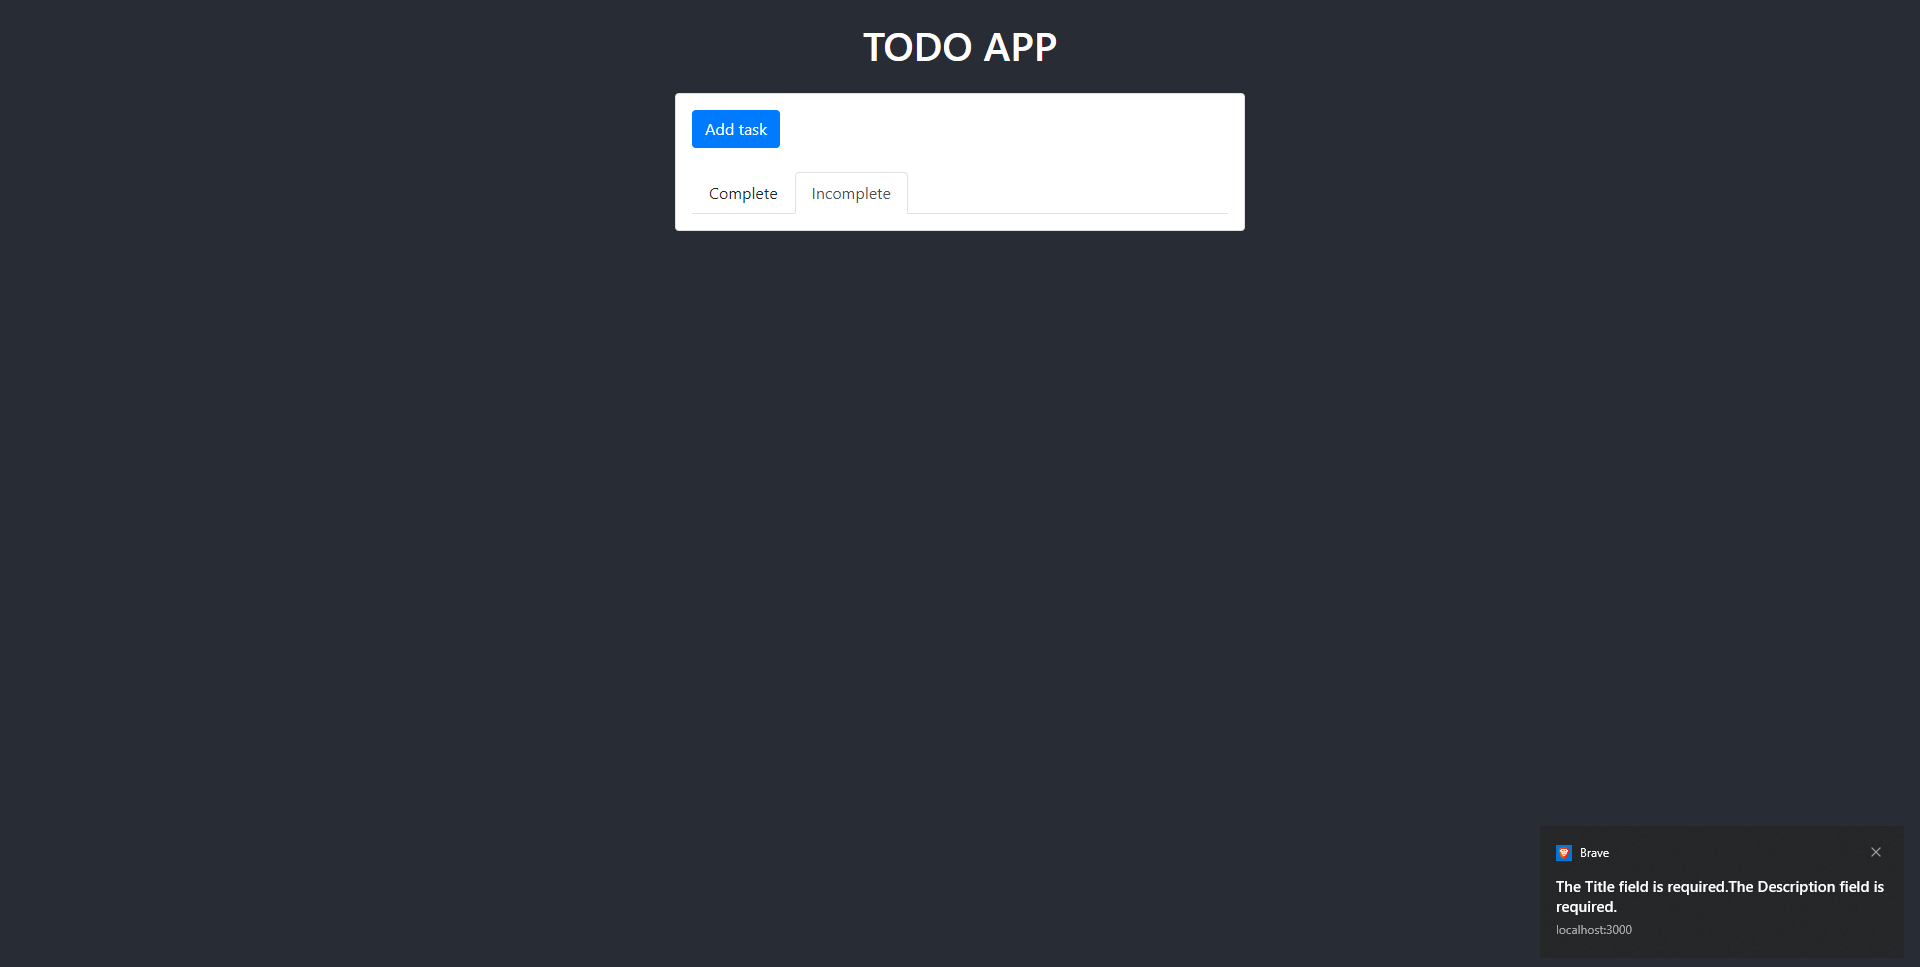 TODO APP
Add task
Complete
Incomplete
Brave
The Title field is required.The Description field is
required.
localhost:3000